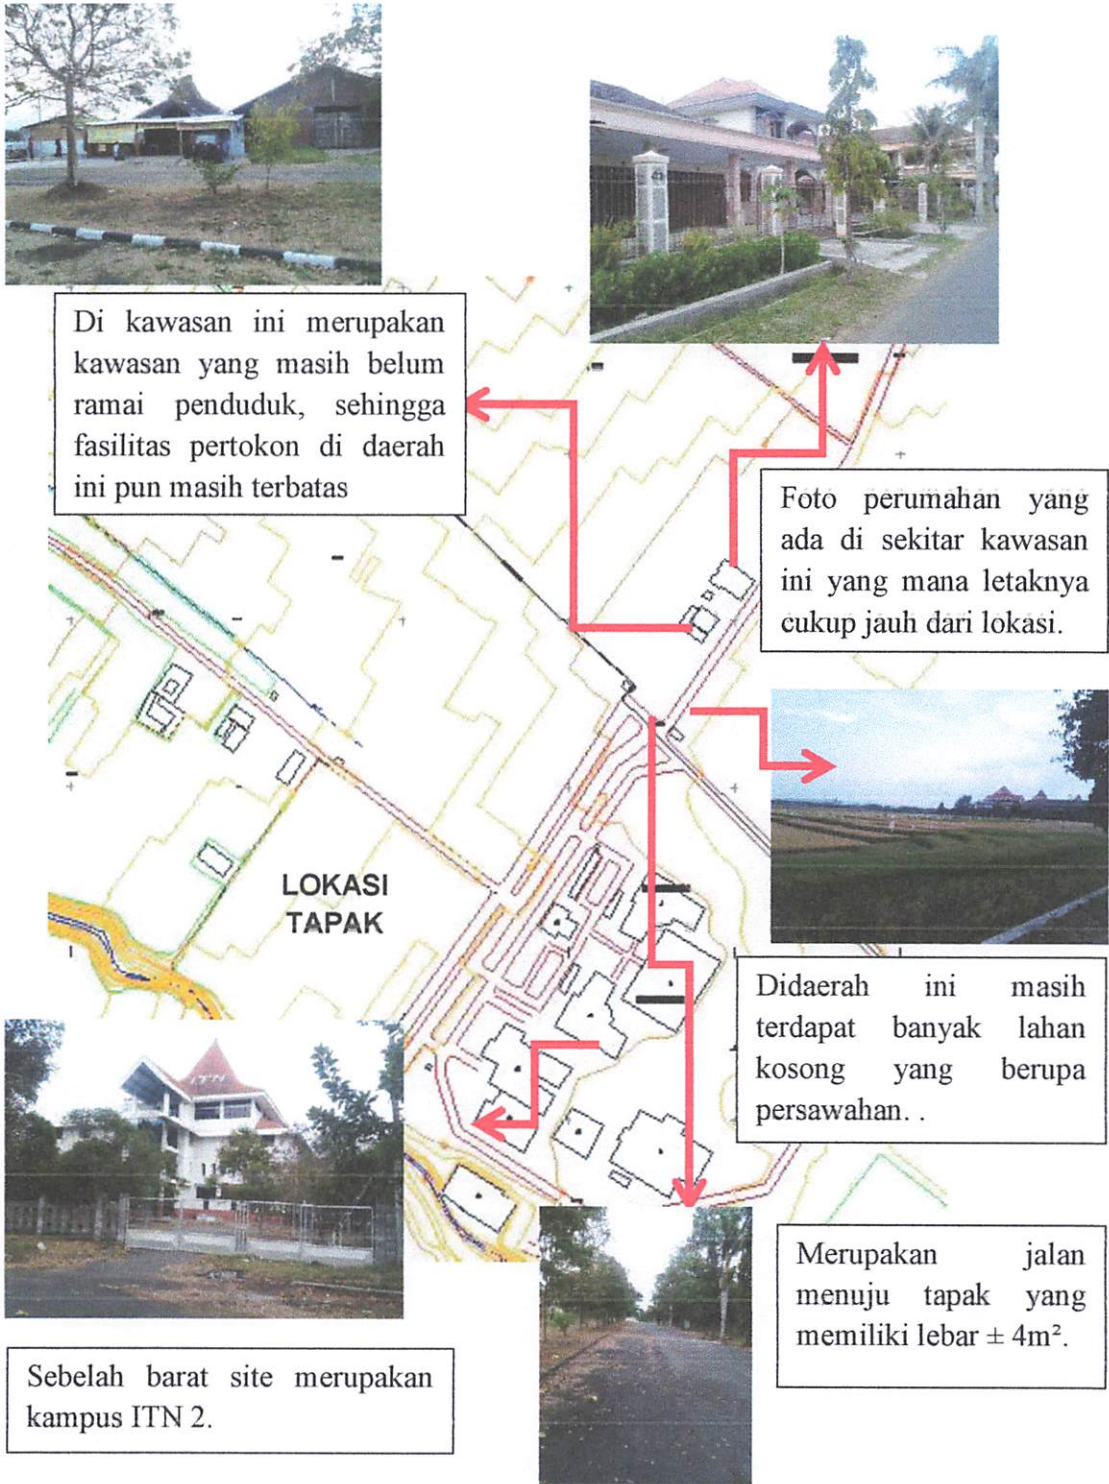 Di kawasan ini merupakan
kawasan yang masih belum
ramai penduduk, sehingga
fasilitas pertokon di daerah
ini pun masih terbatas
Foto perumahan yang
ada di sekitar kawasan
ini yang mana letaknya
cukup jauh dari lokasi.
LOKASI
TAPAK
Didaerah ini masih
terdapat banyak lahan
kosong yang berupa
persawahan. .
ITN
Merupakan jalan
menuju tapak yang
memiliki lebar ± 4m².
Sebelah barat site merupakan
kampus ITN 2.